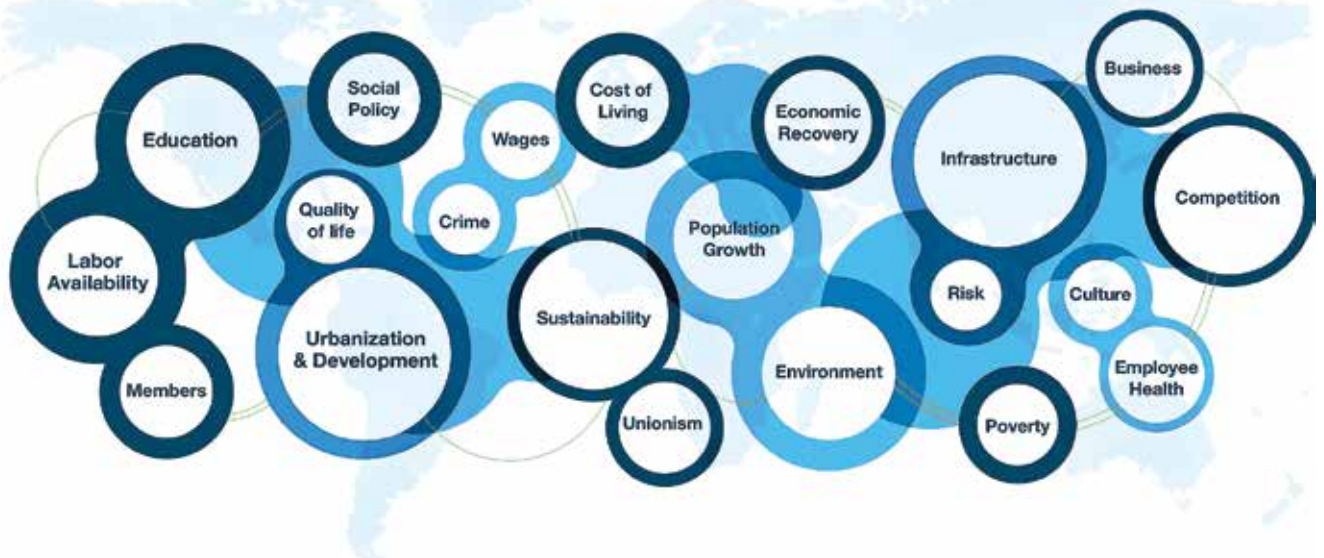 Education
Labor
Availability
Members
Social
Policy
Quality
of life
Urbanization
& Development
Wages
Crime
Cost of
Living
Sustainability
Unionism
Population
Growth
Economic
Recovery
Environment
Infrastructure
Risk
Poverty
Business
Competition
Culture
Employee
Health